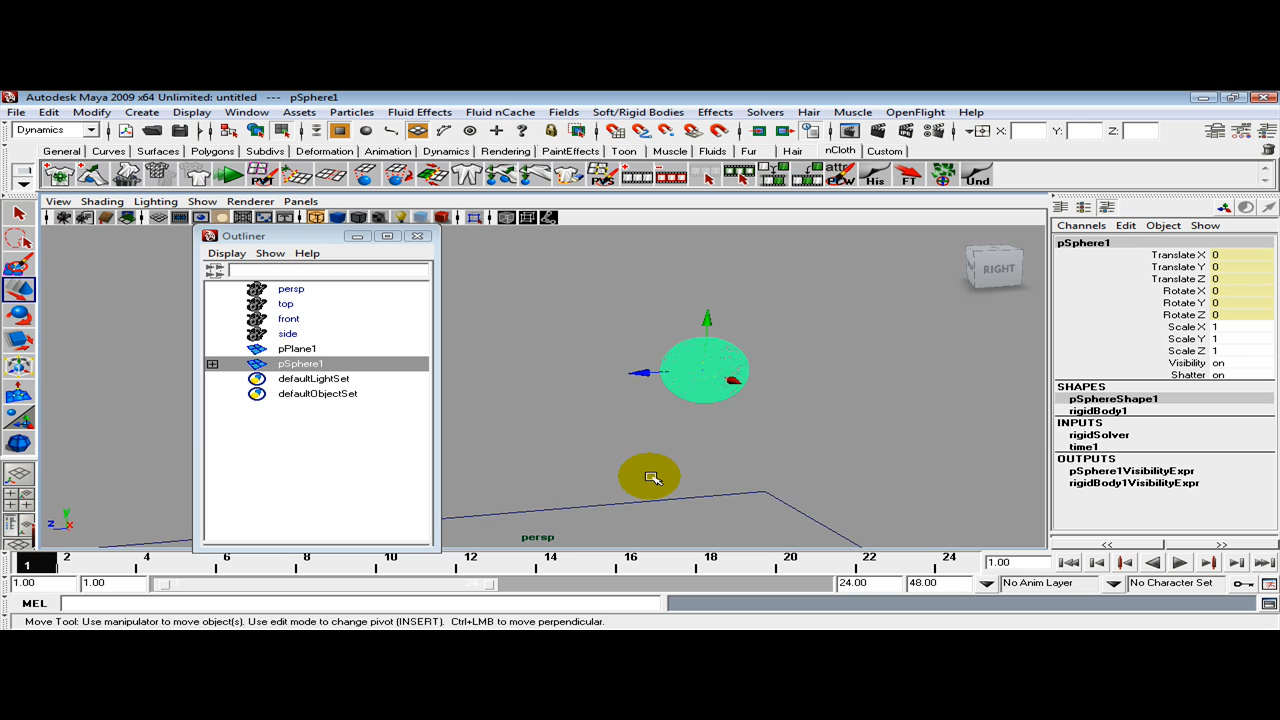 Autodesk Maya 2009 x64 Unlimited: untitled --- pSphere1
File Edit Modify Create Display Window Assets Particles Fluid Effects Fluid nCache Fields Soft/Rigid Bodies Effects Solvers Hair Muscle OpenFlight Help
Dynamics X: Y: Z:
General Curves Surfaces Polygons Subdivs Deformation Animation Dynamics Rendering PaintEffects Toon Muscle Fluids Fur Hair nCloth Custom
PVT PVS His FT Und
View Shading Lighting Show Renderer Panels
Channels Edit Object Show
Outliner
Display Show Help
persp
top
front
side
pPlane1
pSphere1
defaultLightSet
defaultObjectSet
RIGHT
y
z x
persp
pSphere1
Translate X 0
Translate Y 0
Translate Z 0
Rotate X 0
Rotate Y 0
Rotate Z 0
Scale X 1
Scale Y 1
Scale Z 1
Visibility on
Shatter on
SHAPES
pSphereShape1
rigidBody1
INPUTS
rigidSolver
time1
OUTPUTS
pSphere1VisibilityExpr
rigidBody1VisibilityExpr
<< >>
1 2 4 6 8 10 12 14 16 18 20 22 24 1.00
1.00 1.00 1 24 24.00 48.00 No Anim Layer No Character Set
MEL
Move Tool: Use manipulator to move object(s). Use edit mode to change pivot (INSERT). Ctrl+LMB to move perpendicular.